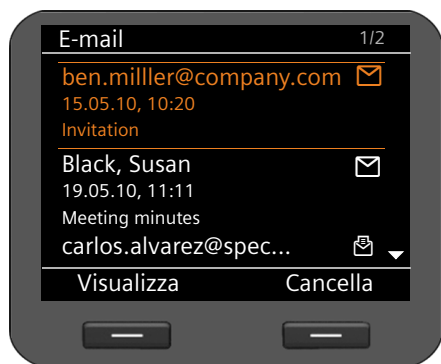 E-mail 1/2
ben.milller@company.com
15.05.10, 10:20
Invitation
Black, Susan
19.05.10, 11:11
Meeting minutes
carlos.alvarez@spec...
Visualizza Cancella